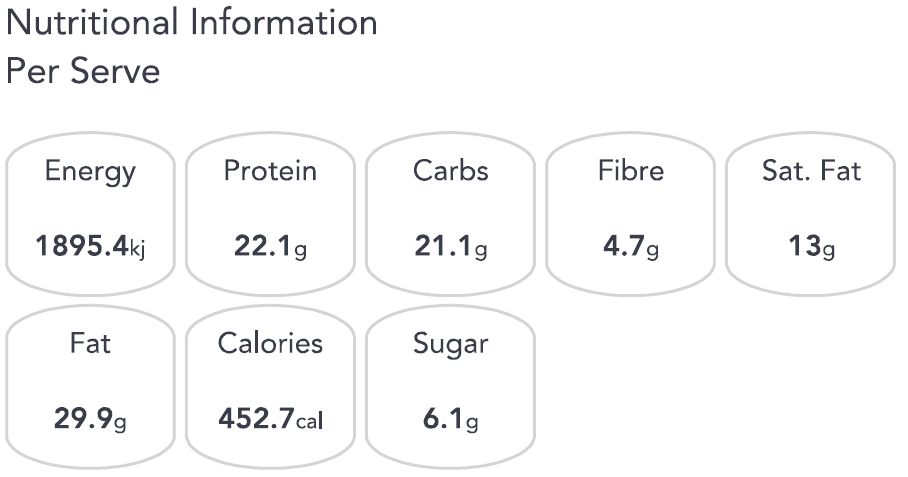 Nutritional Information
Per Serve
Energy Protein Carbs Fibre Sat. Fat
1895.4kj 22.1g 21.1g 4.7g 13g
Fat Calories Sugar
29.9g 452.7cal 6.1g